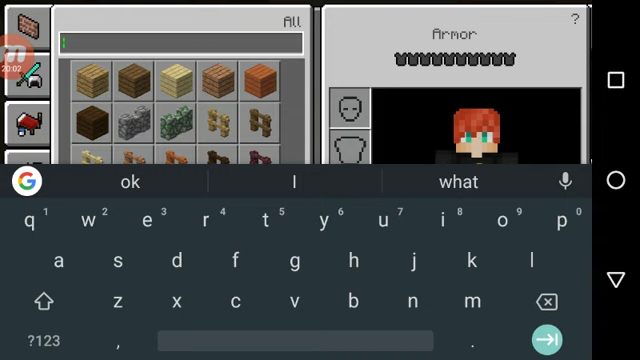 All
?
Armor
20:02
ok I what
q 1 w 2 e 3 r 4 t 5 y 6 u 7 i 8 o 9 p 0
a s d f g h j k l
z x c v b n m
?123 , .